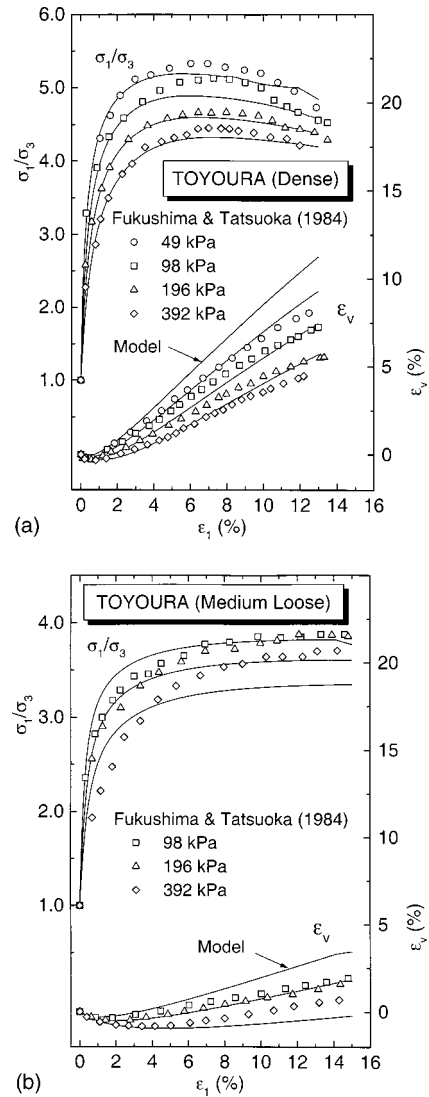 σ₁/σ₃
6.0
5.0
4.0
3.0
2.0
1.0
σ₁/σ₃
TOYOURA (Dense)
Fukushima & Tatsuoka (1984)
49 kPa
98 kPa
196 kPa
392 kPa
Model
εᵥ
20
15
10
5
0
εᵥ (%)
0 2 4 6 8 10 12 14 16
ε₁ (%)
(a)
TOYOURA (Medium Loose)
σ₁/σ₃
4.0
3.0
2.0
1.0
σ₁/σ₃
Fukushima & Tatsuoka (1984)
98 kPa
196 kPa
392 kPa
Model
εᵥ
20
15
10
5
0
εᵥ (%)
0 2 4 6 8 10 12 14 16
ε₁ (%)
(b)